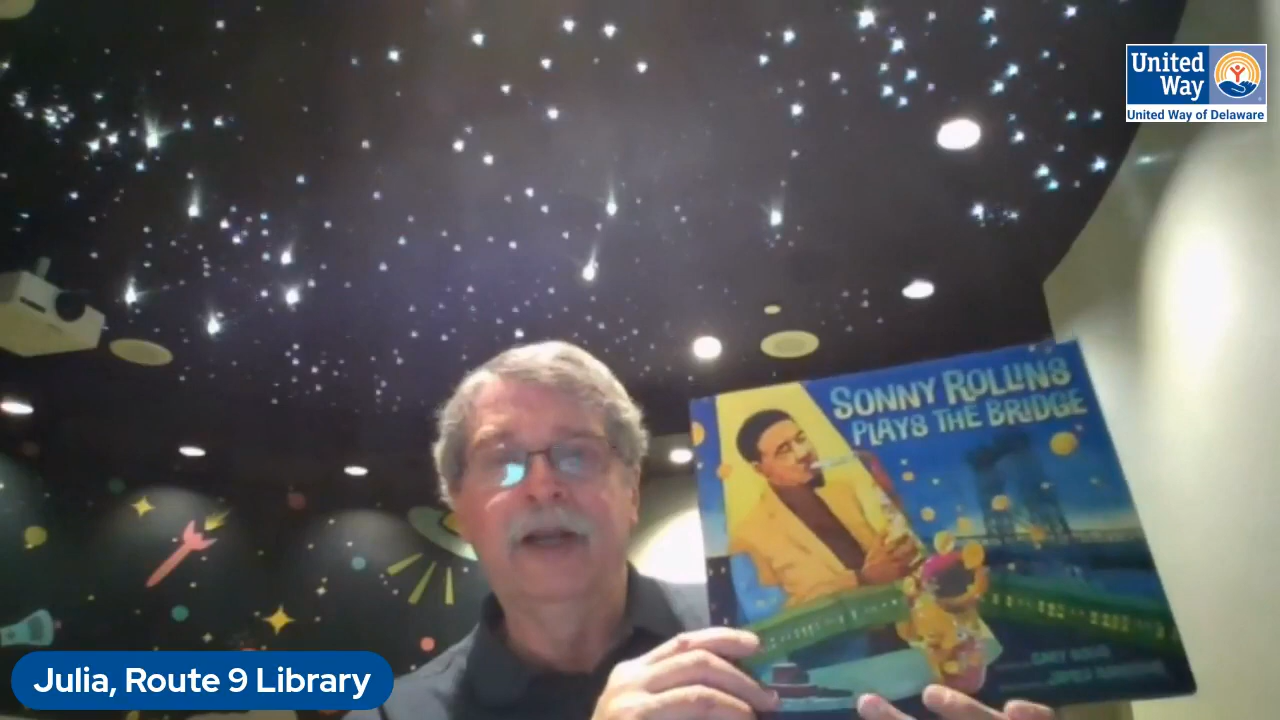 United
Way
United Way of Delaware
SONNY ROLLINS
PLAYS THE BRIDGE
Julia, Route 9 Library